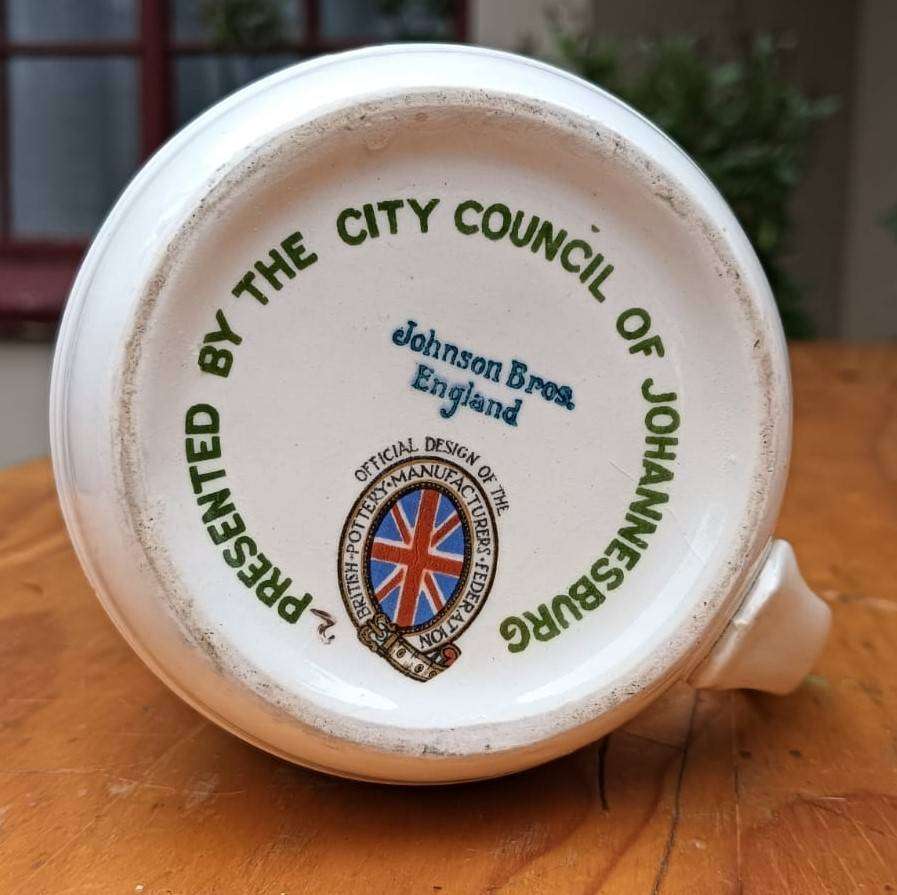 PRESENTED BY THE CITY COUNCIL OF JOHANNESBURG
Johnson Bros.
England
OFFICIAL DESIGN OF THE
BRITISH · POTTERY · MANUFACTURERS · FEDERATION